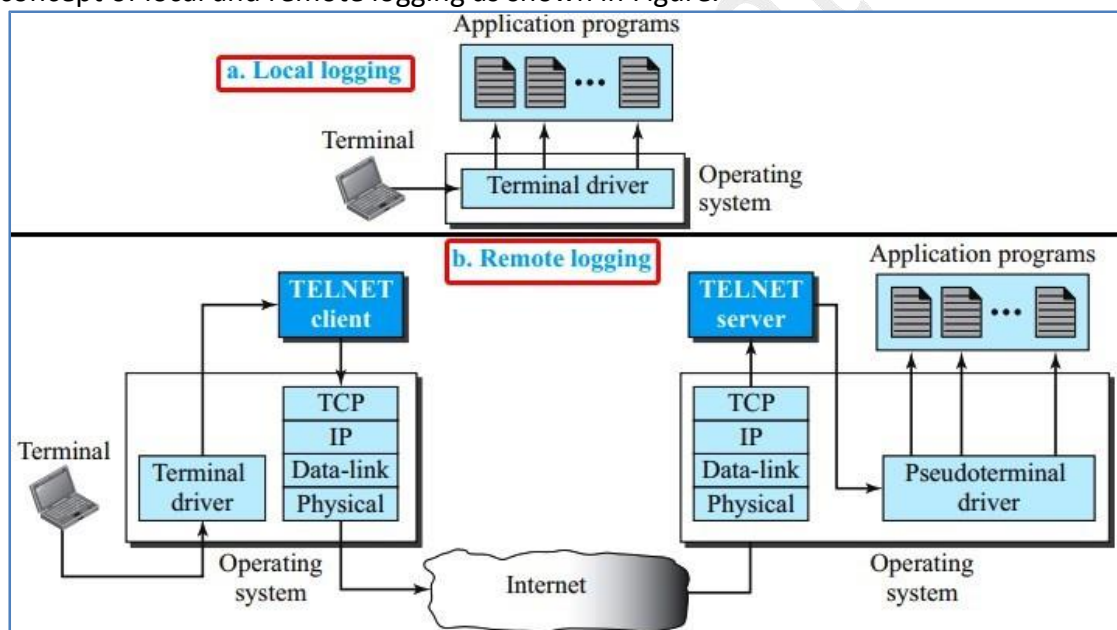 concept of local and remote logging as shown in Figure.
Application programs
a. Local logging
Terminal
Terminal driver
Operating
system
b. Remote logging
Application programs
TELNET
client
TELNET
server
TCP
IP
Data-link
Physical
Terminal
Terminal
driver
Operating
system
Internet
TCP
IP
Data-link
Physical
Pseudoterminal
driver
Operating
system